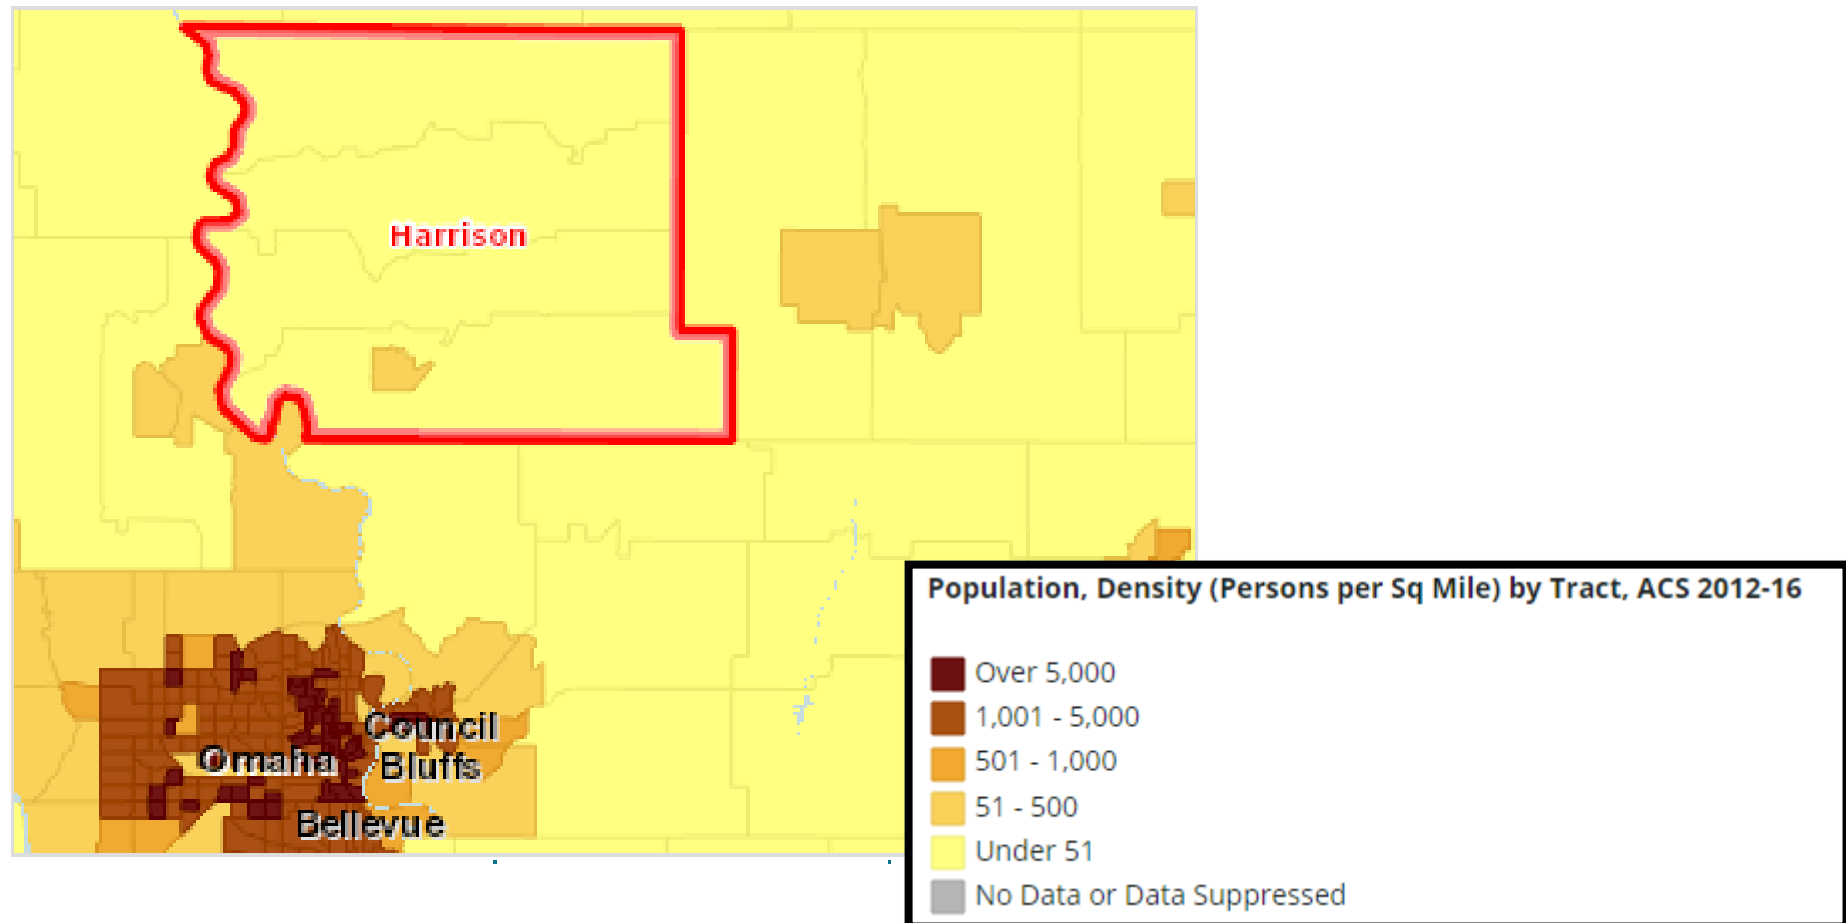 Harrison
Council
Bluffs
Omaha
Bellevue
Population, Density (Persons per Sq Mile) by Tract, ACS 2012-16
Over 5,000
1,001 - 5,000
501 - 1,000
51 - 500
Under 51
No Data or Data Suppressed